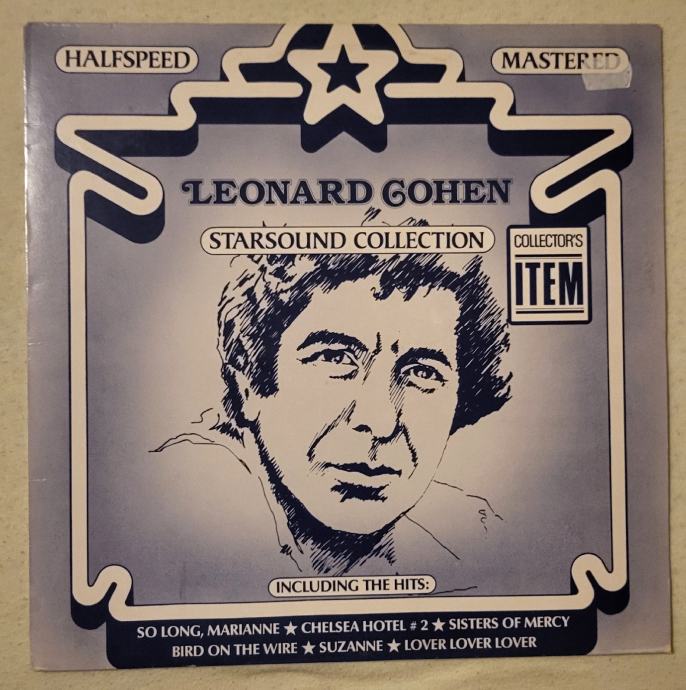 HALFSPEED
MASTERED
LEONARD COHEN
STARSOUND COLLECTION
COLLECTOR'S
ITEM
INCLUDING THE HITS:
SO LONG, MARIANNE ★ CHELSEA HOTEL # 2 ★ SISTERS OF MERCY
BIRD ON THE WIRE ★ SUZANNE ★ LOVER LOVER LOVER